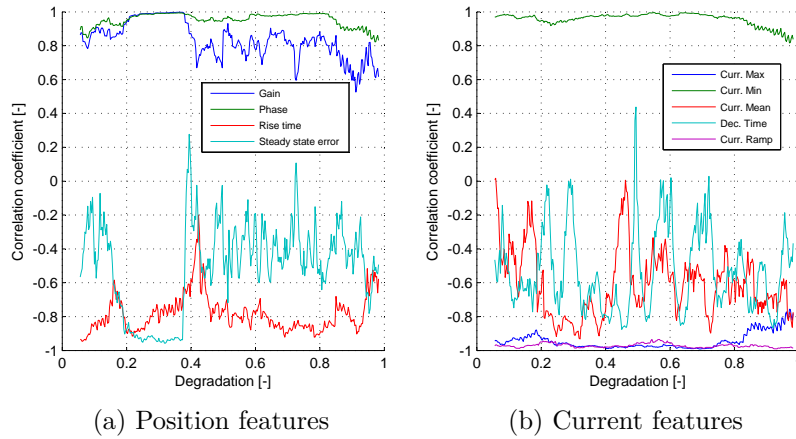 1
0.8
0.6
0.4
0.2
0
-0.2
-0.4
-0.6
-0.8
-1
0
0.2
0.4
0.6
0.8
1
Correlation coefficient [-]
Degradation [-]
Gain
Phase
Rise time
Steady state error
(a) Position features
1
0.8
0.6
0.4
0.2
0
-0.2
-0.4
-0.6
-0.8
-1
0
0.2
0.4
0.6
0.8
Correlation coefficient [-]
Degradation [-]
Curr. Max
Curr. Min
Curr. Mean
Dec. Time
Curr. Ramp
(b) Current features